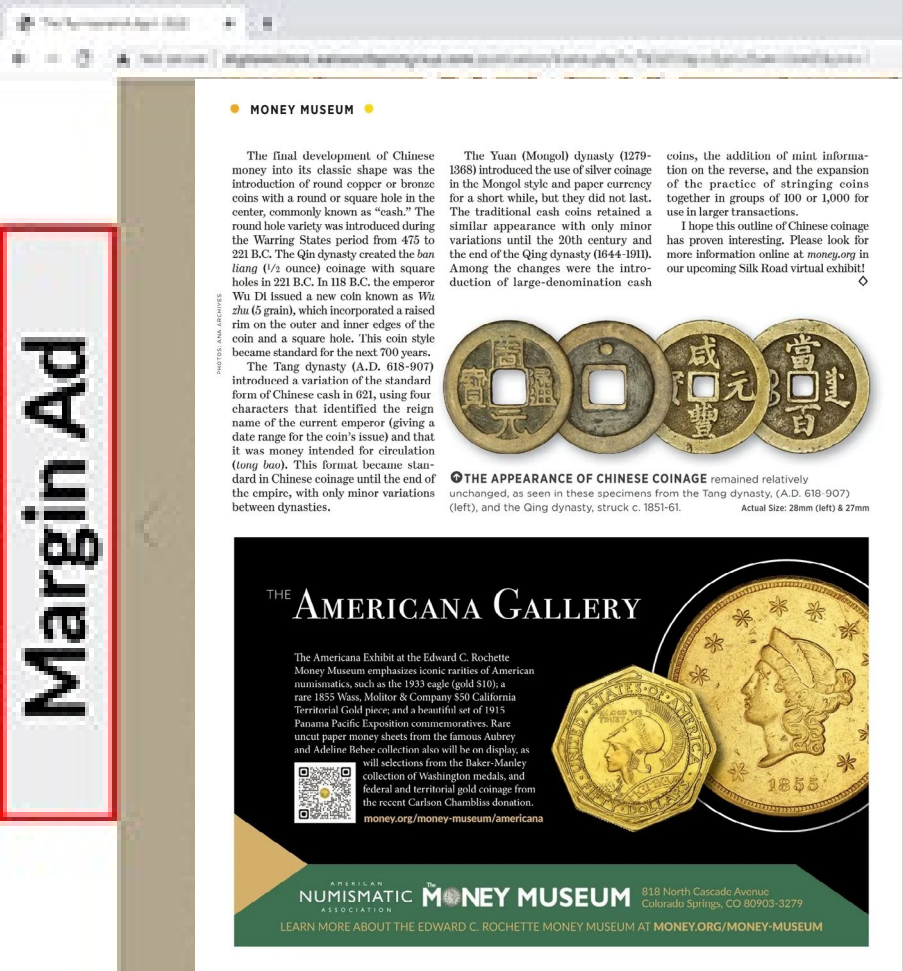 MONEY MUSEUM
The final development of Chinese
money into its classic shape was the
introduction of round copper or bronze
coins with a round or square hole in the
center, commonly known as “cash.” The
round hole variety was introduced during
the Warring States period from 475 to
221 B.C. The Qin dynasty created the ban
liang (1/2 ounce) coinage with square
holes in 221 B.C. In 118 B.C. the emperor
Wu Di issued a new coin known as Wu
zhu (5 grain), which incorporated a raised
rim on the outer and inner edges of the
coin and a square hole. This coin style
became standard for the next 700 years.
The Tang dynasty (A.D. 618-907)
introduced a variation of the standard
form of Chinese cash in 621, using four
characters that identified the reign
name of the current emperor (giving a
date range for the coin’s issue) and that
it was money intended for circulation
(tong bao). This format became stan-
dard in Chinese coinage until the end of
the empire, with only minor variations
between dynasties.
The Yuan (Mongol) dynasty (1279-
1368) introduced the use of silver coinage
in the Mongol style and paper currency
for a short while, but they did not last.
The traditional cash coins retained a
similar appearance with only minor
variations until the 20th century and
the end of the Qing dynasty (1644-1911).
Among the changes were the intro-
duction of large-denomination cash
coins, the addition of mint informa-
tion on the reverse, and the expansion
of the practice of stringing coins
together in groups of 100 or 1,000 for
use in larger transactions.
I hope this outline of Chinese coinage
has proven interesting. Please look for
more information online at money.org in
our upcoming Silk Road virtual exhibit!
PHOTOS: ANA ARCHIVES
Margin Ad
咸
元
豐
當
百
THE APPEARANCE OF CHINESE COINAGE remained relatively
unchanged, as seen in these specimens from the Tang dynasty, (A.D. 618-907)
(left), and the Qing dynasty, struck c. 1851-61.
Actual Size: 28mm (left) & 27mm
THE AMERICANA GALLERY
The Americana Exhibit at the Edward C. Rochette
Money Museum emphasizes iconic rarities of American
numismatics, such as the 1933 eagle (gold $10); a
rare 1855 Wass, Molitor & Company $50 California
Territorial Gold piece; and a beautiful set of 1915
Panama Pacific Exposition commemoratives. Rare
uncut paper money sheets from the famous Aubrey
and Adeline Bebee collection also will be on display, as
will selections from the Baker-Manley
collection of Washington medals, and
federal and territorial gold coinage from
the recent Carlson Chambliss donation.
money.org/money-museum/americana
UNITED STATES OF AMERICA
FIFTY DOLLARS
1855
AMERICAN
NUMISMATIC
ASSOCIATION
The
MONEY MUSEUM
818 North Cascade Avenue
Colorado Springs, CO 80903-3279
LEARN MORE ABOUT THE EDWARD C. ROCHETTE MONEY MUSEUM AT MONEY.ORG/MONEY-MUSEUM